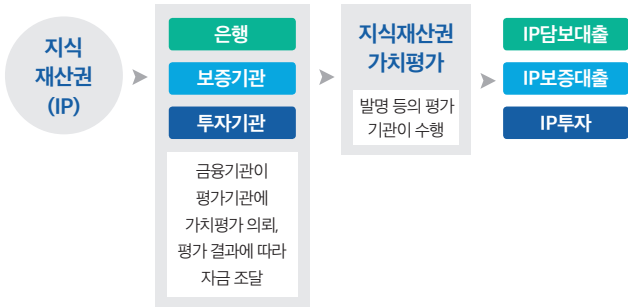 지식
재산권
(IP)
은행
보증기관
투자기관
금융기관이
평가기관에
가치평가 의뢰,
평가 결과에 따라
자금 조달
지식재산권
가치평가
발명 등의 평가
기관이 수행
IP담보대출
IP보증대출
IP투자